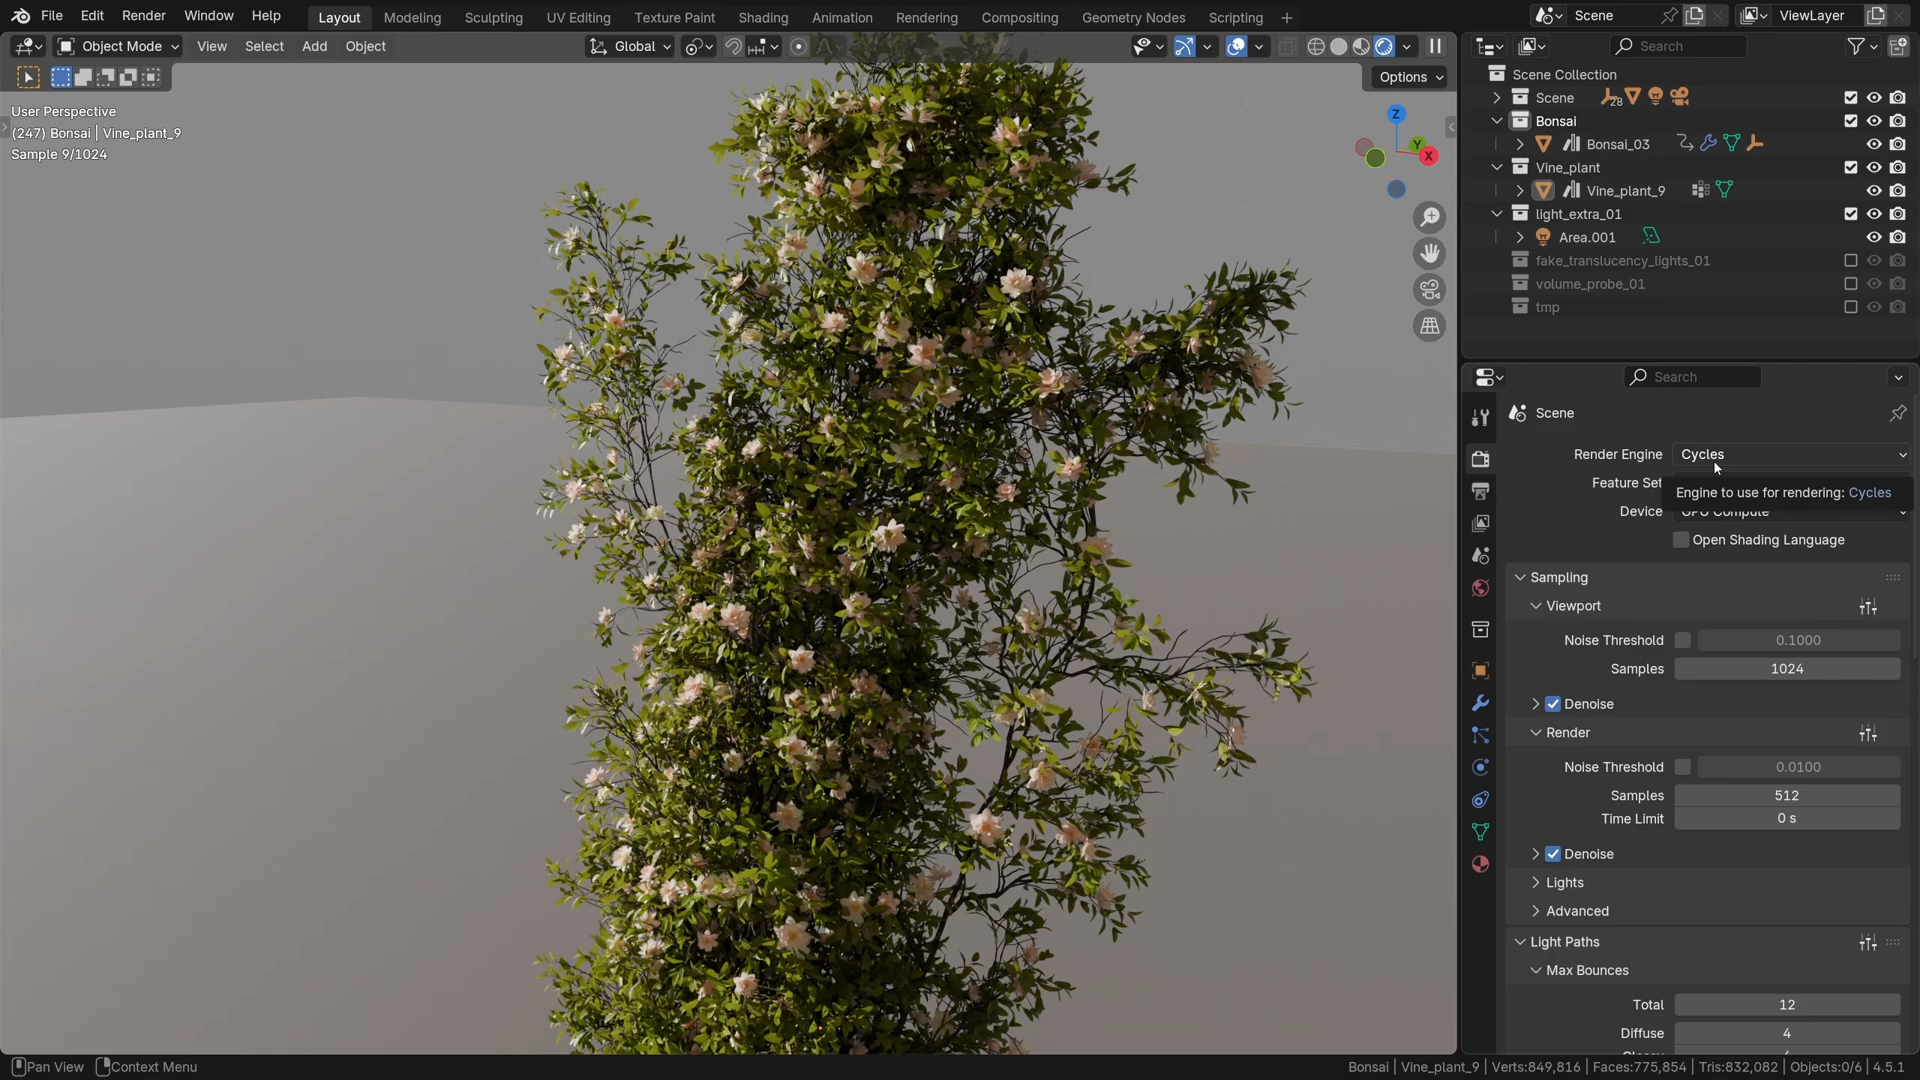 File Edit Render Window Help Layout Modeling Sculpting UV Editing Texture Paint Shading Animation Rendering Compositing Geometry Nodes Scripting + Scene ViewLayer
Object Mode View Select Add Object Global Search
Options
User Perspective
(247) Bonsai | Vine_plant_9
Sample 9/1024
Z
Y
X
Scene Collection
Scene 28
Bonsai
Bonsai_03
Vine_plant
Vine_plant_9
light_extra_01
Area.001
fake_translucency_lights_01
volume_probe_01
tmp
Search
Scene
Render Engine Cycles
Feature Set
Engine to use for rendering: Cycles
Device GPU Compute
Open Shading Language
Sampling
Viewport
Noise Threshold 0.1000
Samples 1024
Denoise
Render
Noise Threshold 0.0100
Samples 512
Time Limit 0 s
Denoise
Lights
Advanced
Light Paths
Max Bounces
Total 12
Diffuse 4
Pan View Context Menu Bonsai | Vine_plant_9 | Verts:849,816 | Faces:775,854 | Tris:832,082 | Objects:0/6 | 4.5.1